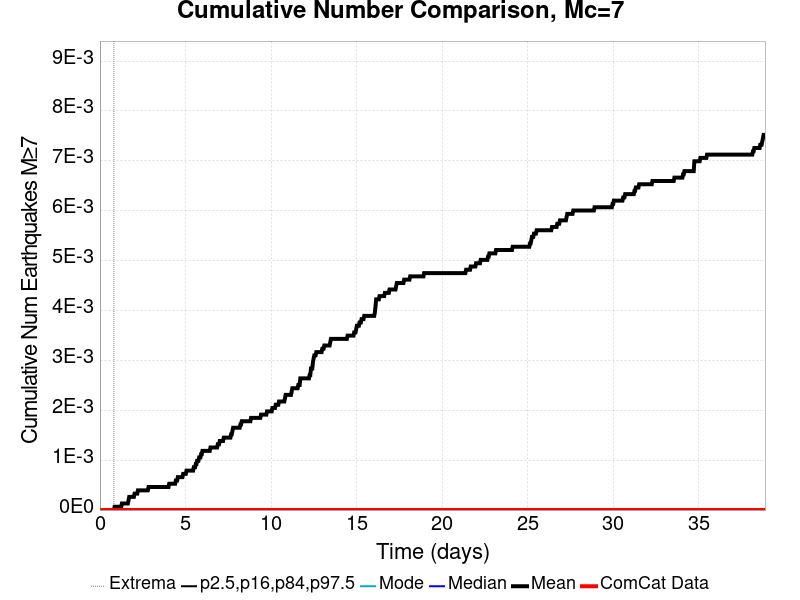 Cumulative Number Comparison, Mc=7
Cumulative Num Earthquakes M≥7
9E-3
8E-3
7E-3
6E-3
5E-3
4E-3
3E-3
2E-3
1E-3
0E0
0 5 10 15 20 25 30 35
Time (days)
Extrema p2.5,p16,p84,p97.5 Mode Median Mean ComCat Data